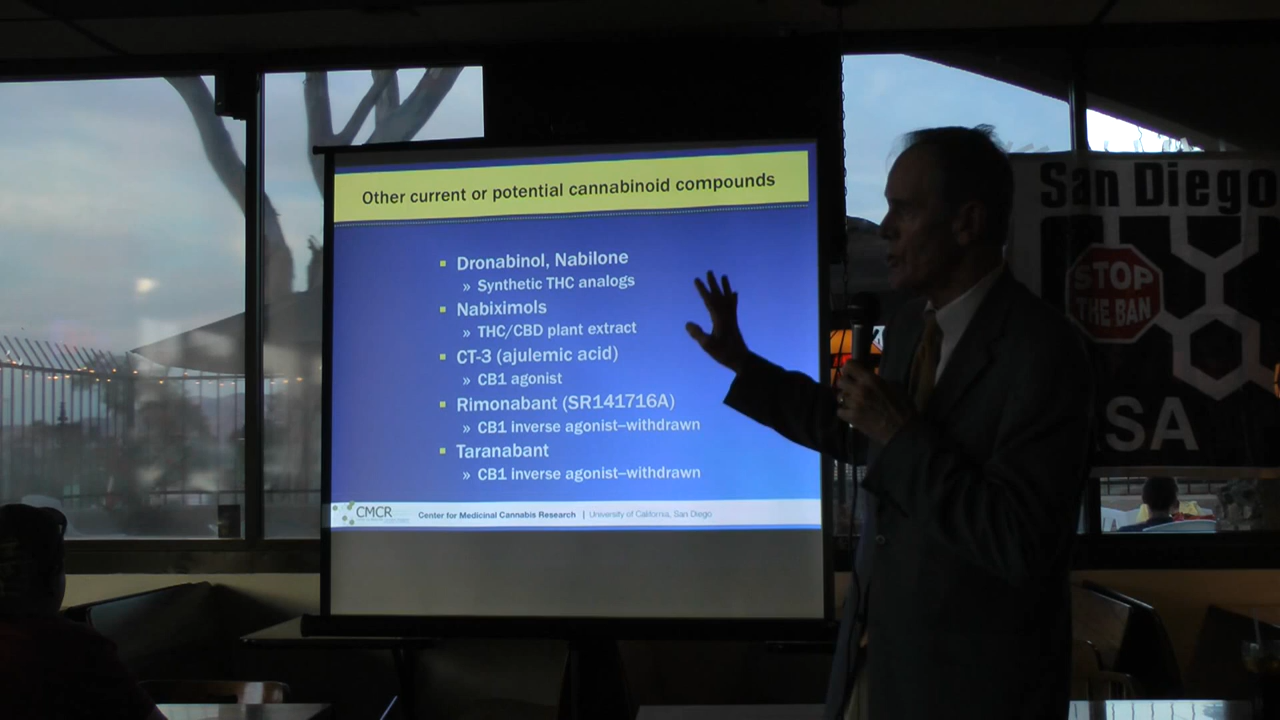 Other current or potential cannabinoid compounds
▪ Dronabinol, Nabilone
» Synthetic THC analogs
▪ Nabiximols
» THC/CBD plant extract
▪ CT-3 (ajulemic acid)
» CB1 agonist
▪ Rimonabant (SR141716A)
» CB1 inverse agonist–withdrawn
▪ Taranabant
» CB1 inverse agonist–withdrawn
CMCR
Center for Medicinal Cannabis Research | University of California, San Diego
San Diego
STOP
THE BAN
SA